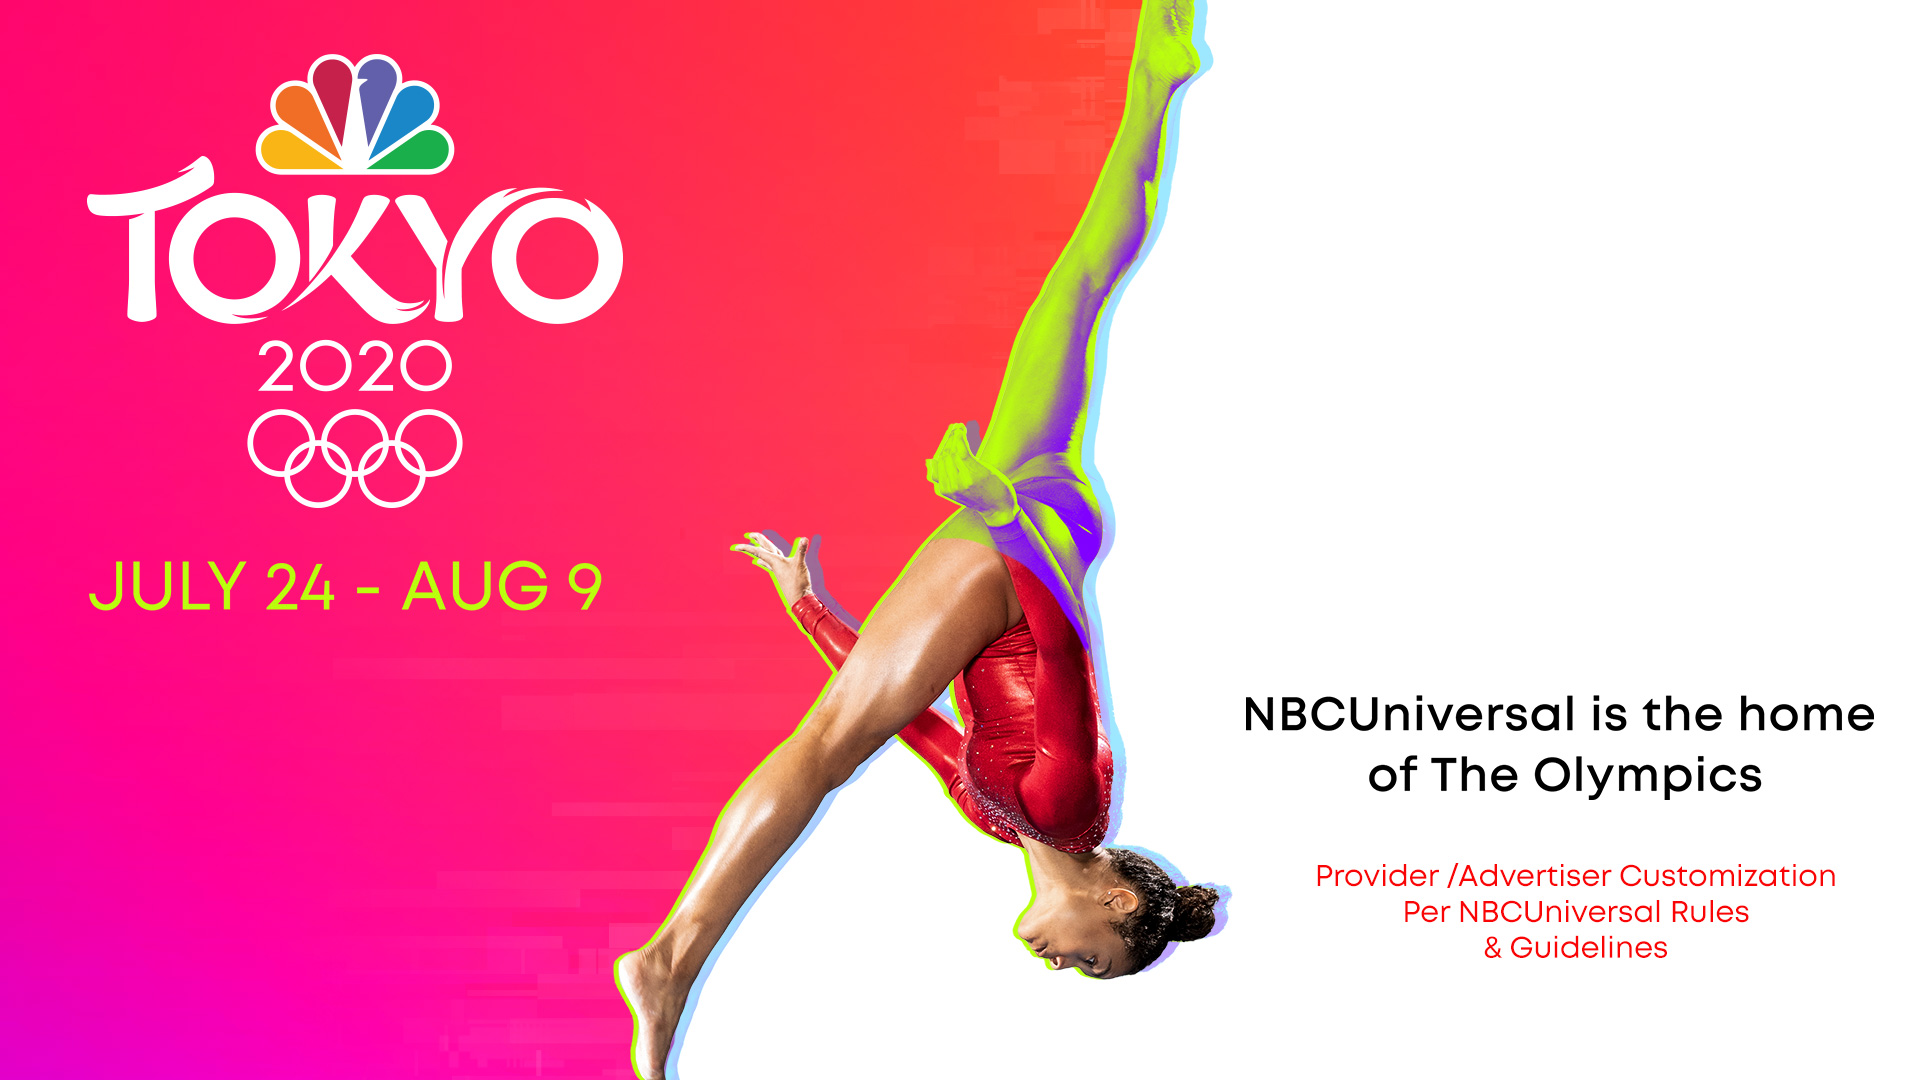 TOKYO
2020
JULY 24 - AUG 9
NBCUniversal is the home
of The Olympics
Provider /Advertiser Customization
Per NBCUniversal Rules
& Guidelines